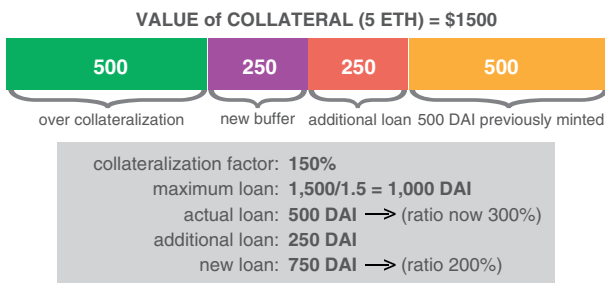 VALUE of COLLATERAL (5 ETH) = $1500
500 250 250 500
over collateralization new buffer additional loan 500 DAI previously minted
collateralization factor: 150%
maximum loan: 1,500/1.5 = 1,000 DAI
actual loan: 500 DAI → (ratio now 300%)
additional loan: 250 DAI
new loan: 750 DAI → (ratio 200%)